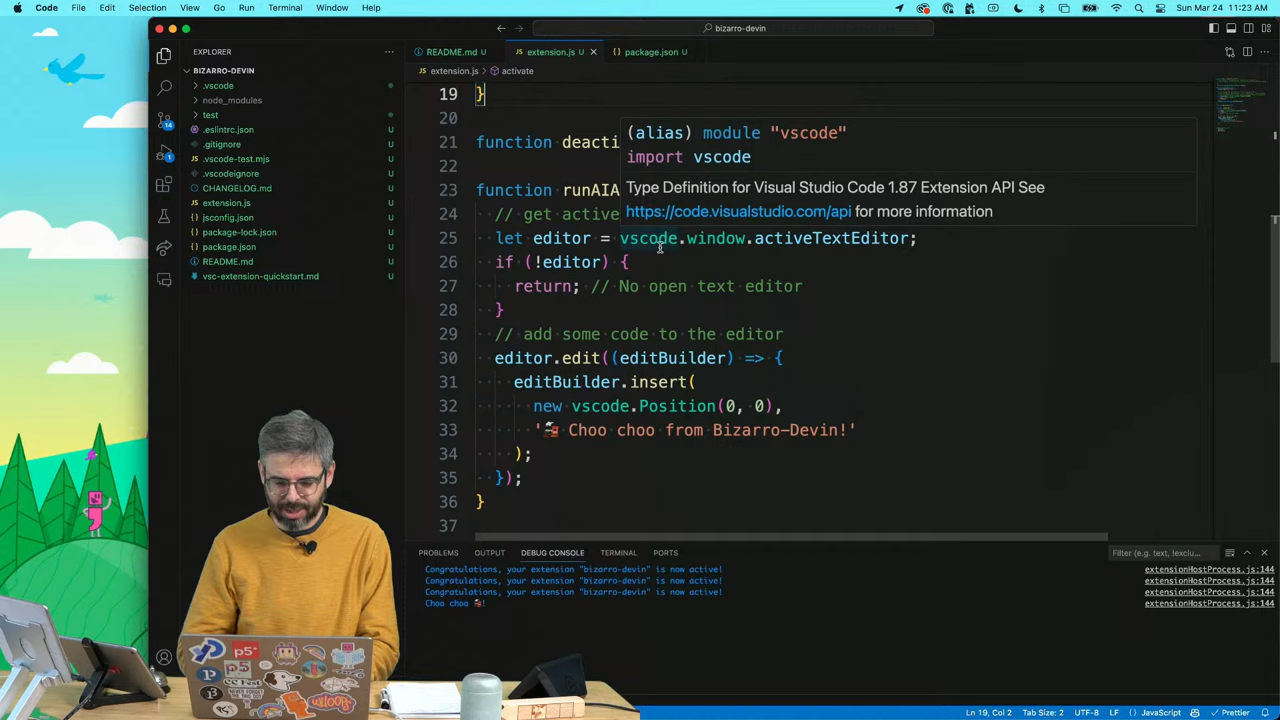 Code File Edit Selection View Go Run Terminal Window Help
Sun Mar 24 11:23 AM
bizarro-devin
EXPLORER
README.md U
extension.js U
package.json U
BIZARRO-DEVIN
extension.js > activate
.vscode
node_modules
test
.eslintrc.json U
.gitignore U
.vscode-test.mjs U
.vscodeignore U
CHANGELOG.md U
extension.js U
jsconfig.json U
package-lock.json U
package.json U
README.md U
vsc-extension-quickstart.md U
14
1
19 }
20
21 function deacti
22
23 function runAIA
24 // get active
25 let editor = vscode.window.activeTextEditor;
26 if (!editor) {
27 return; // No open text editor
28 }
29 // add some code to the editor
30 editor.edit((editBuilder) => {
31 editBuilder.insert(
32 new vscode.Position(0, 0),
33 '🚂 Choo choo from Bizarro-Devin!'
34 );
35 });
36 }
37
(alias) module "vscode"
import vscode
Type Definition for Visual Studio Code 1.87 Extension API See
https://code.visualstudio.com/api for more information
PROBLEMS OUTPUT DEBUG CONSOLE TERMINAL PORTS
Filter (e.g. text, !exclu...
Congratulations, your extension "bizarro-devin" is now active! extensionHostProcess.js:144
Congratulations, your extension "bizarro-devin" is now active! extensionHostProcess.js:144
Congratulations, your extension "bizarro-devin" is now active! extensionHostProcess.js:144
Choo choo 🚂! extensionHostProcess.js:144
Ln 19, Col 2 Tab Size: 2 UTF-8 LF {} JavaScript Prettier
p5*
p5
CC Fest
NEVER FORGET
whoof